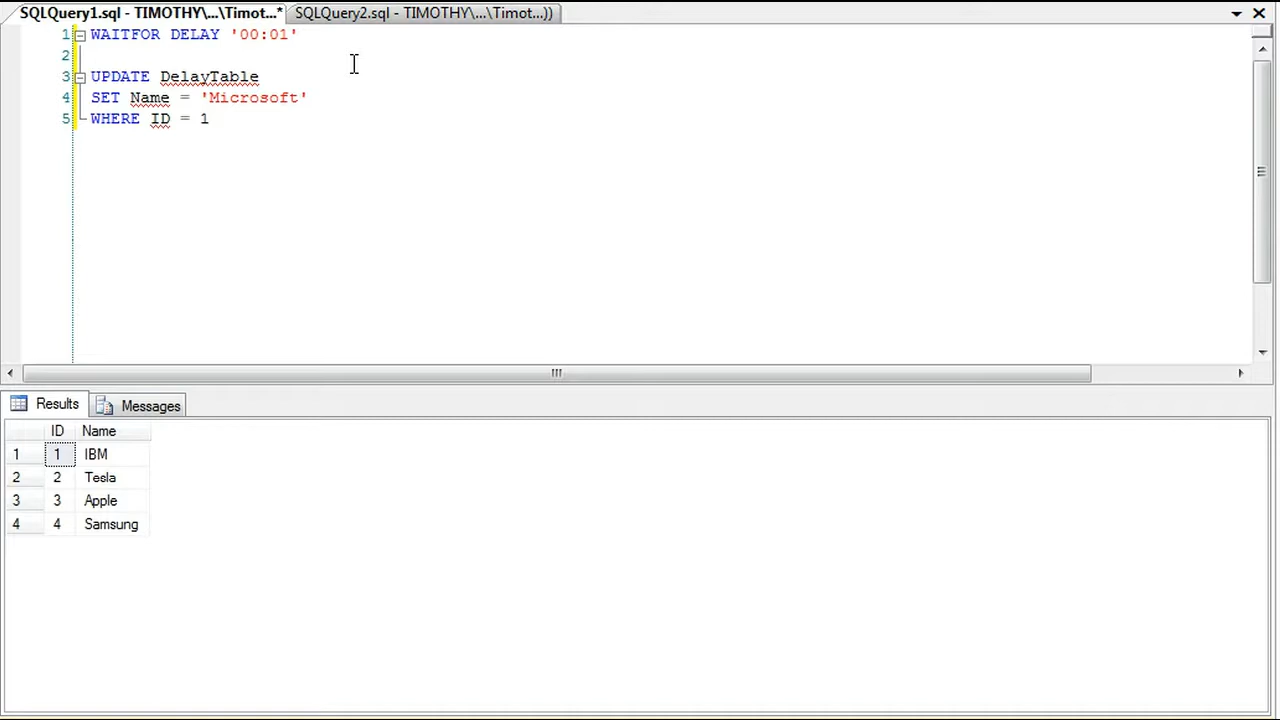 SQLQuery1.sql - TIMOTHY\...\Timot...* SQLQuery2.sql - TIMOTHY\...\Timot...))
1 WAITFOR DELAY '00:01'
2
3 UPDATE DelayTable
4 SET Name = 'Microsoft'
5 WHERE ID = 1
Results Messages
ID Name
1 1 IBM
2 2 Tesla
3 3 Apple
4 4 Samsung